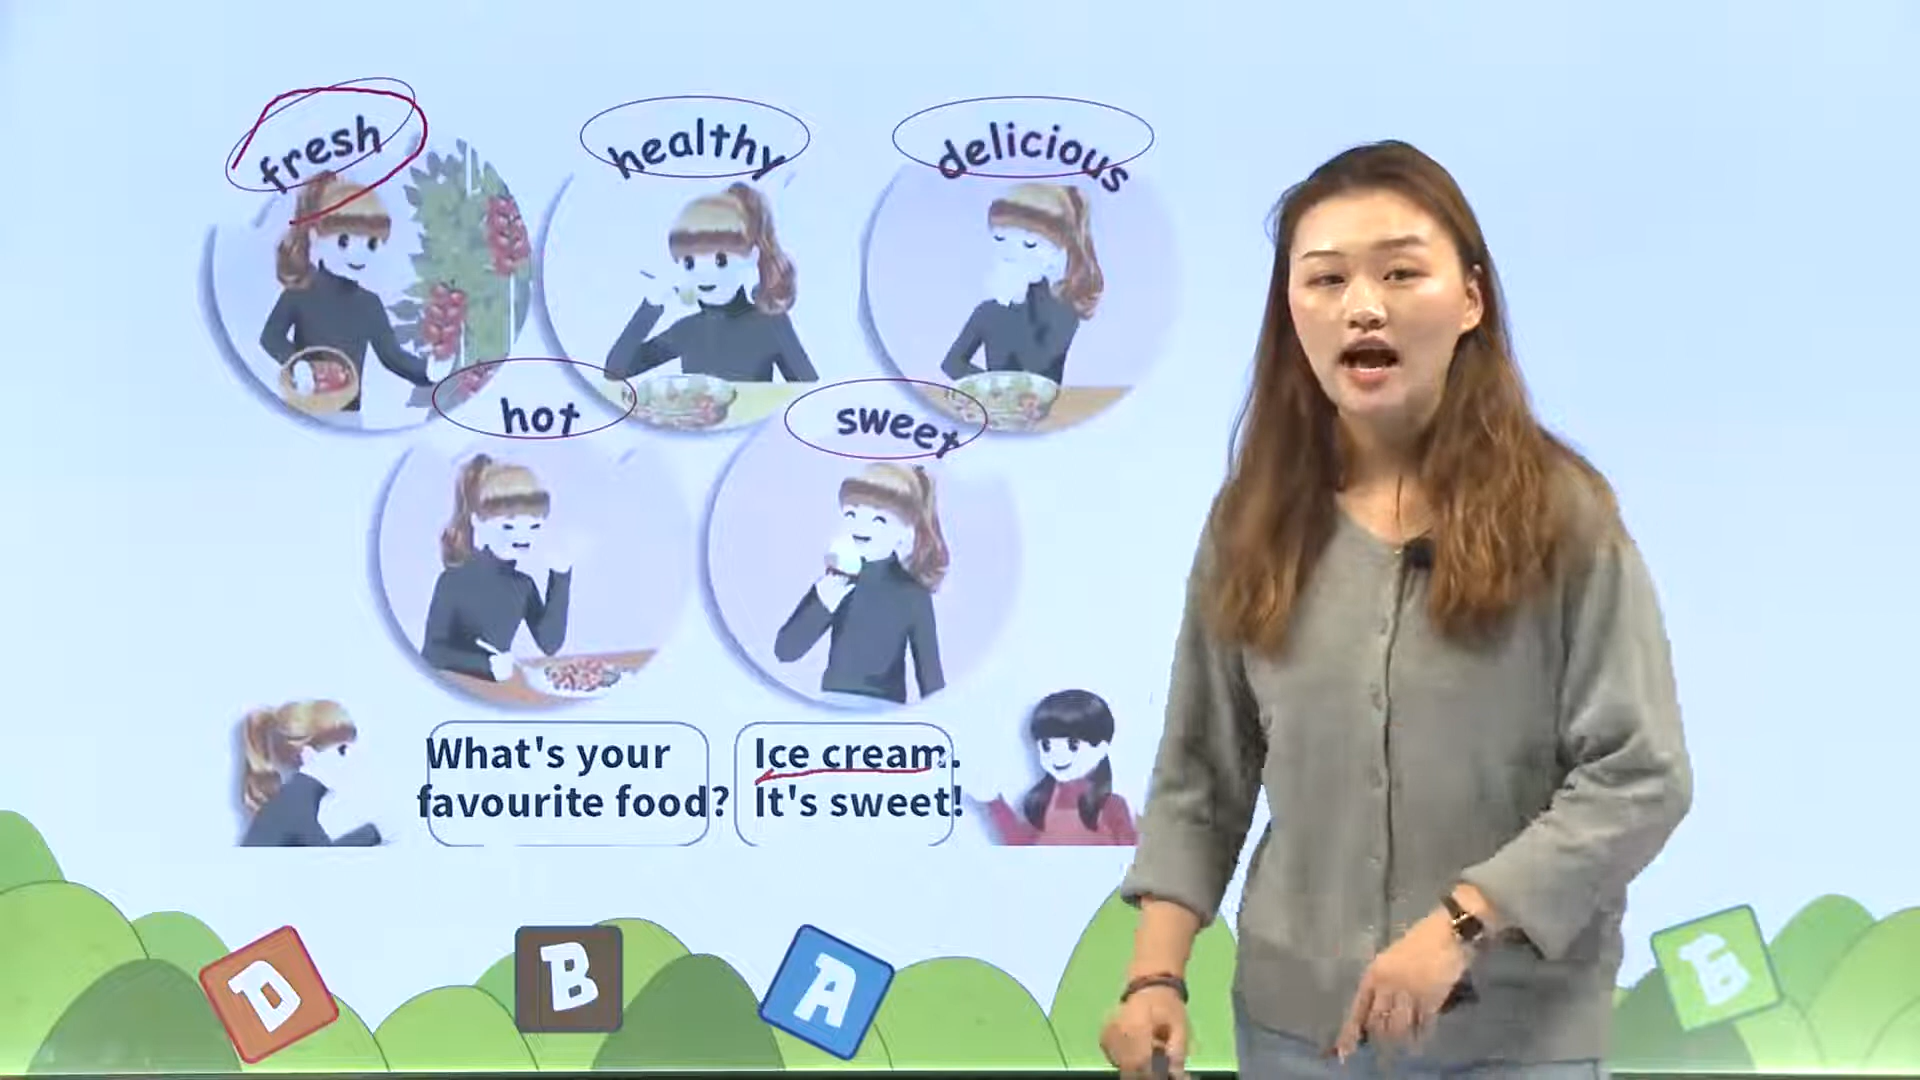 fresh
healthy
delicious
hot
sweet
What's your
favourite food?
Ice cream.
It's sweet!
D
B
A
E